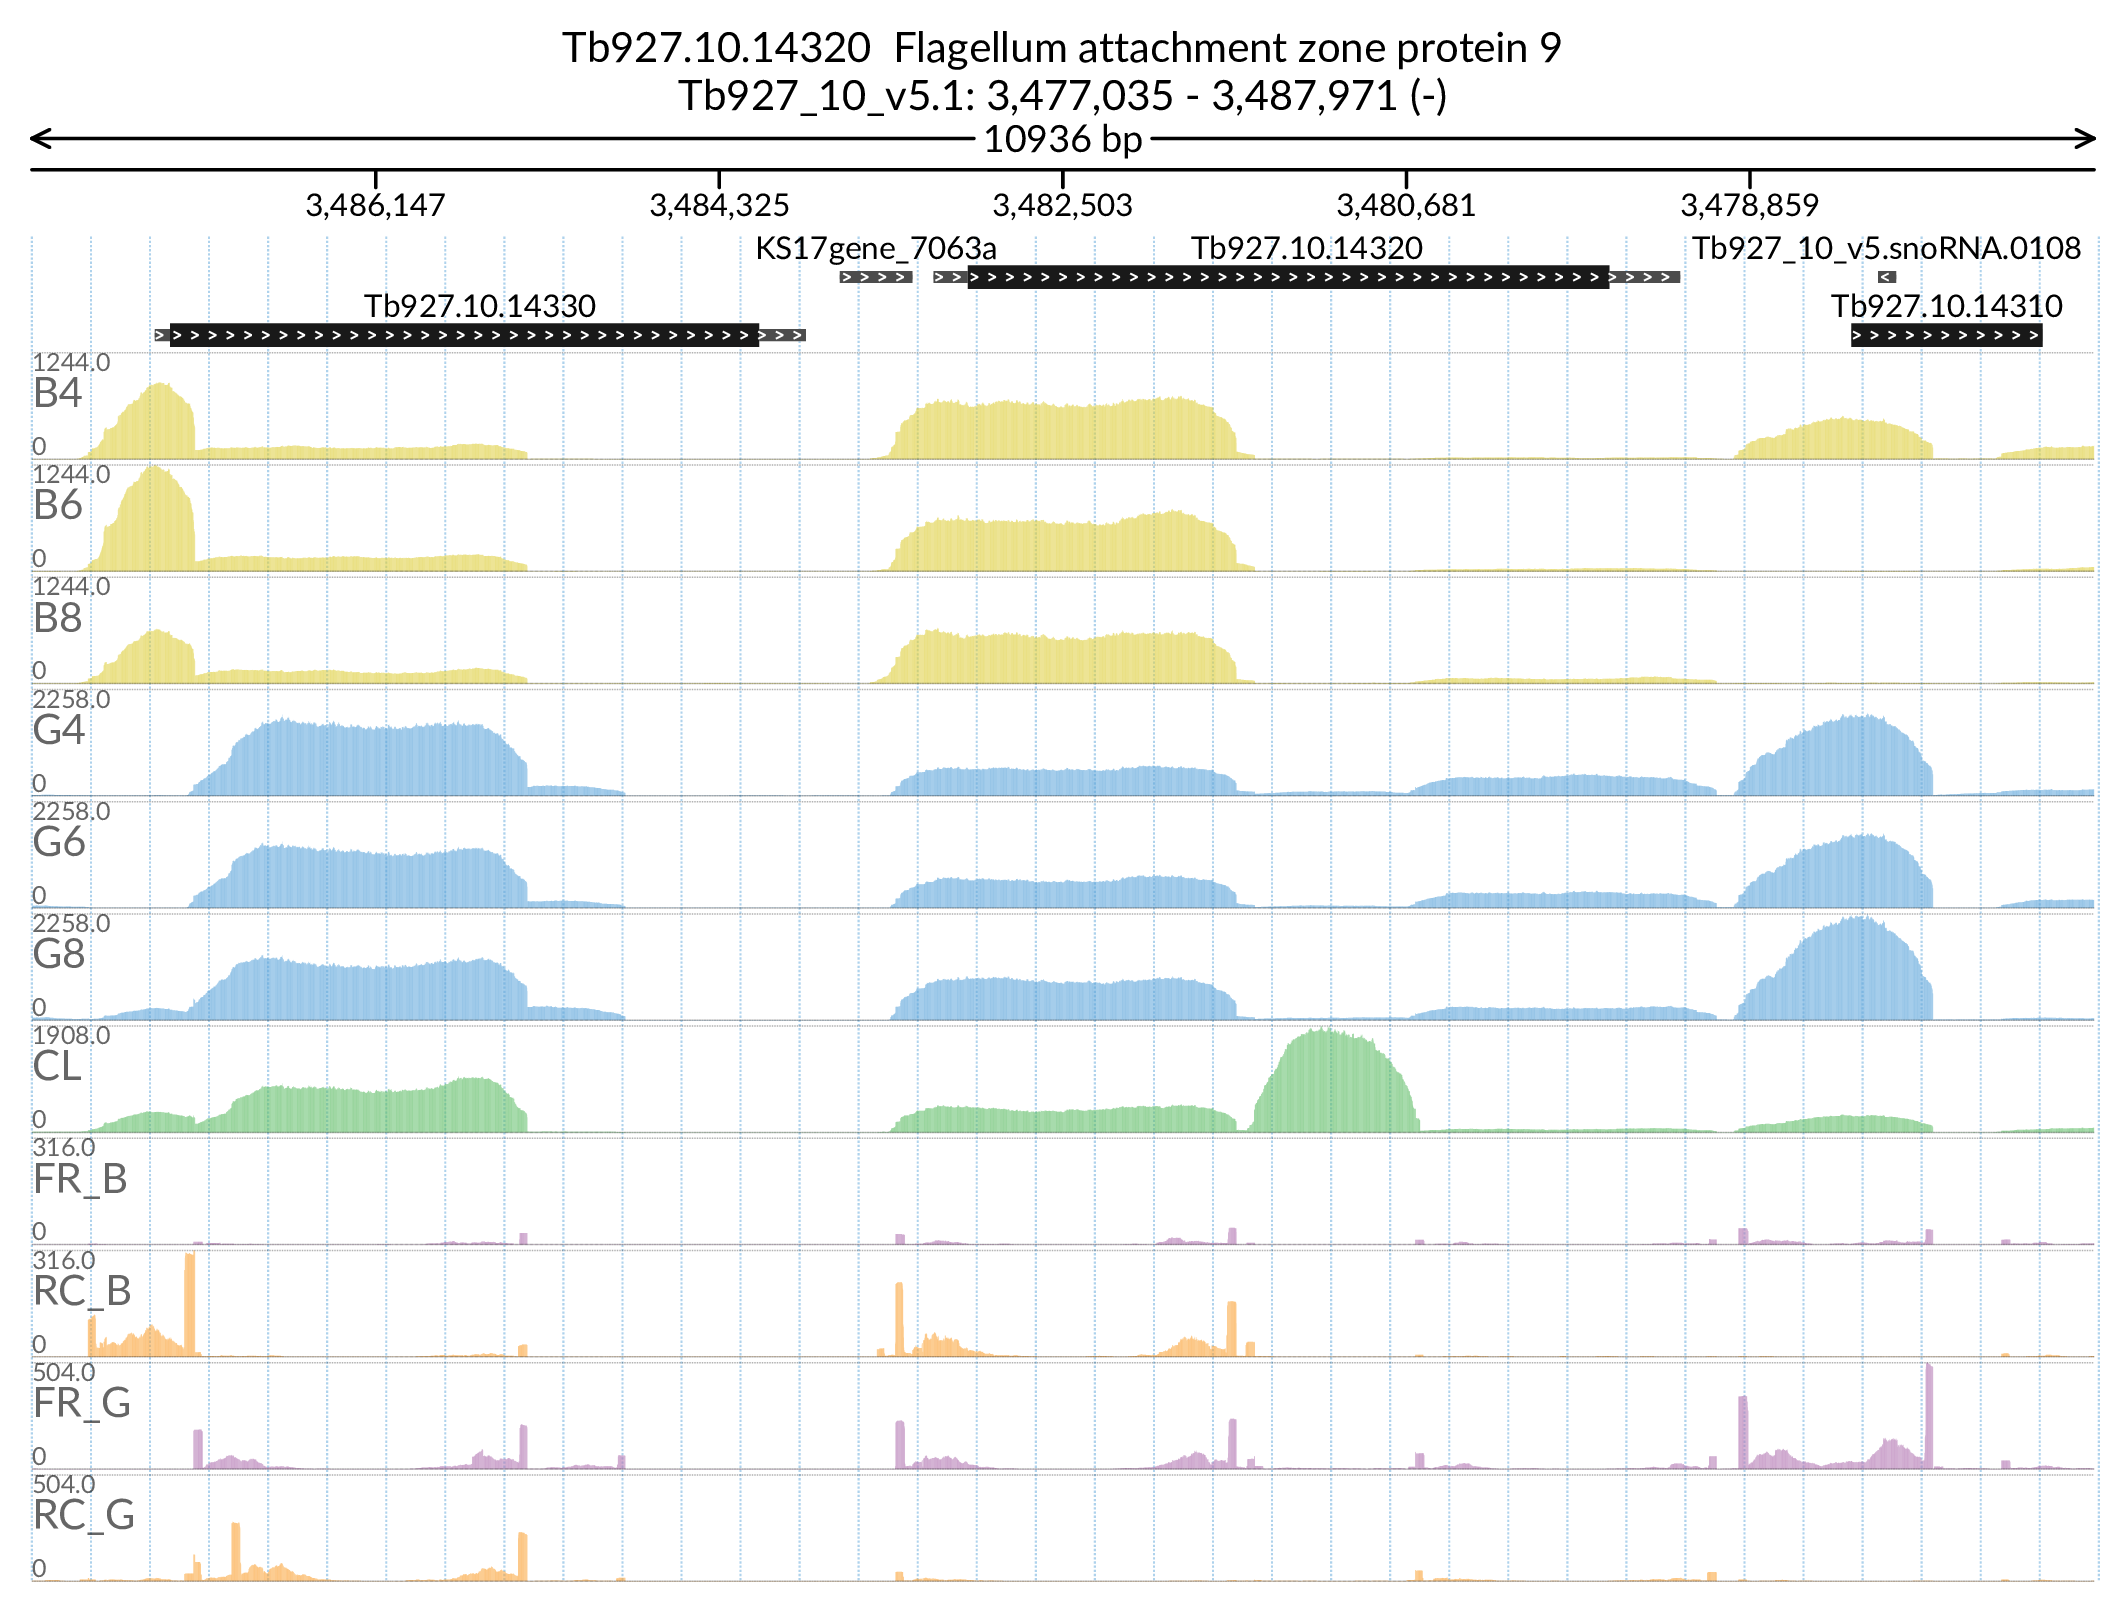 Tb927.10.14320 Flagellum attachment zone protein 9
Tb927_10_v5.1: 3,477,035 - 3,487,971 (-)
10936 bp
3,486,147 3,484,325 3,482,503 3,480,681 3,478,859
KS17gene_7063a Tb927.10.14320 Tb927_10_v5.snoRNA.0108
Tb927.10.14330 Tb927.10.14310
1244.0
B4
0
1244.0
B6
0
1244.0
B8
0
2258.0
G4
0
2258.0
G6
0
2258.0
G8
0
1908.0
CL
0
316.0
FR_B
0
316.0
RC_B
0
504.0
FR_G
0
504.0
RC_G
0